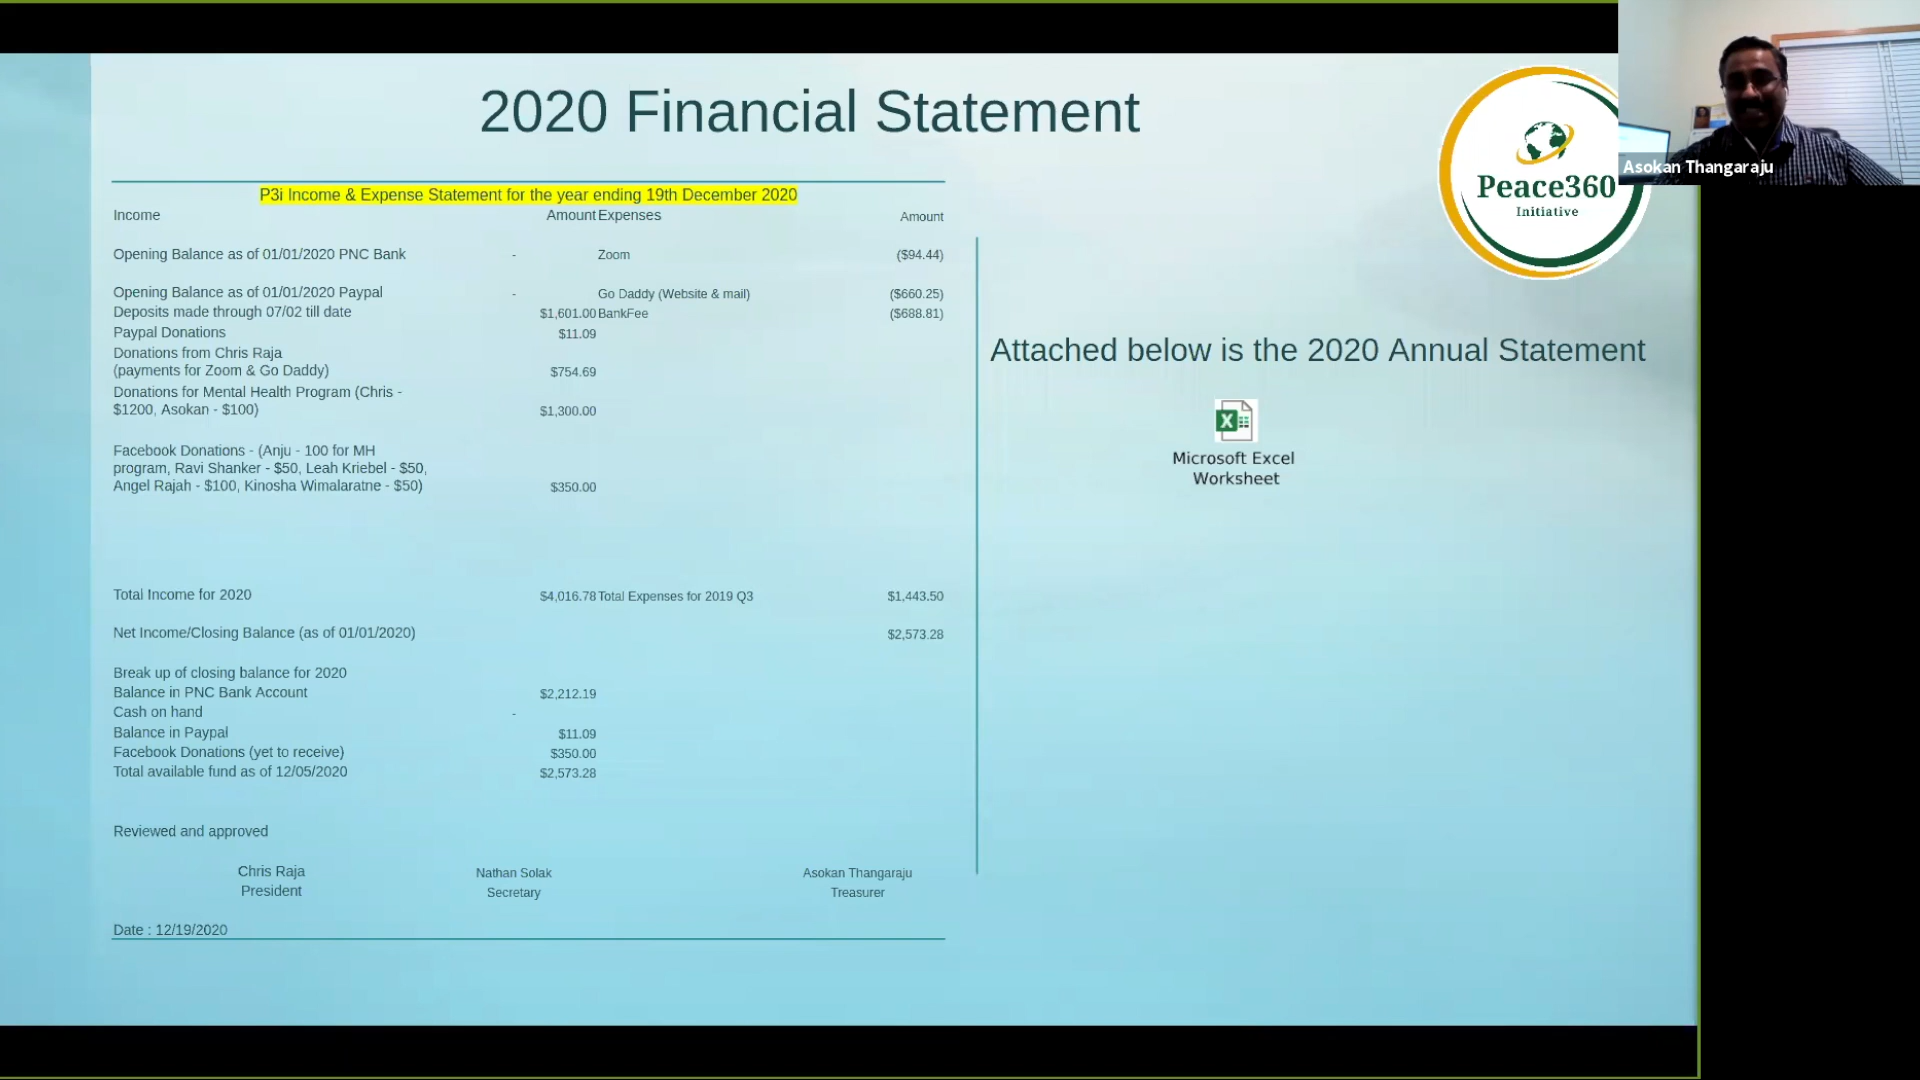 2020 Financial Statement
Peace360
Initiative
Asokan Thangaraju
P3i Income & Expense Statement for the year ending 19th December 2020
Income Amount Expenses Amount
Opening Balance as of 01/01/2020 PNC Bank - Zoom ($94.44)
Opening Balance as of 01/01/2020 Paypal - Go Daddy (Website & mail) ($660.25)
Deposits made through 07/02 till date $1,601.00 BankFee ($688.81)
Paypal Donations $11.09
Donations from Chris Raja
(payments for Zoom & Go Daddy) $754.69
Donations for Mental Health Program (Chris -
$1200, Asokan - $100) $1,300.00
Facebook Donations - (Anju - 100 for MH
program, Ravi Shanker - $50, Leah Kriebel - $50,
Angel Rajah - $100, Kinosha Wimalaratne - $50) $350.00
Total Income for 2020 $4,016.78 Total Expenses for 2019 Q3 $1,443.50
Net Income/Closing Balance (as of 01/01/2020) $2,573.28
Break up of closing balance for 2020
Balance in PNC Bank Account $2,212.19
Cash on hand -
Balance in Paypal $11.09
Facebook Donations (yet to receive) $350.00
Total available fund as of 12/05/2020 $2,573.28
Reviewed and approved
Chris Raja Nathan Solak Asokan Thangaraju
President Secretary Treasurer
Date : 12/19/2020
Attached below is the 2020 Annual Statement
Microsoft Excel
Worksheet